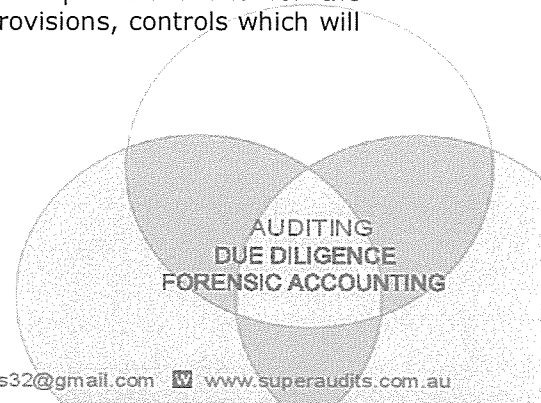 rovisions, controls which will
AUDITING
DUE DILIGENCE
FORENSIC ACCOUNTING
s32@gmail.com W www.superaudits.com.au